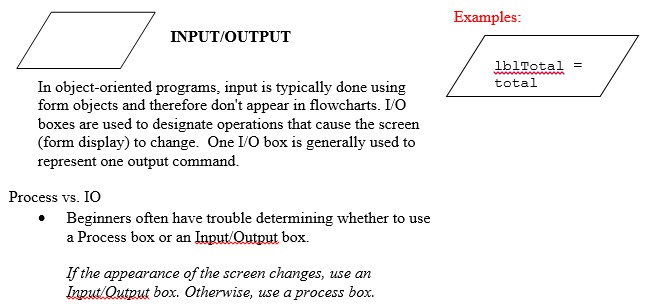 Examples:
INPUT/OUTPUT
lblTotal =
total
In object-oriented programs, input is typically done using
form objects and therefore don't appear in flowcharts. I/O
boxes are used to designate operations that cause the screen
(form display) to change.  One I/O box is generally used to
represent one output command.
Process vs. IO
• Beginners often have trouble determining whether to use
a Process box or an Input/Output box.
If the appearance of the screen changes, use an
Input/Output box. Otherwise, use a process box.